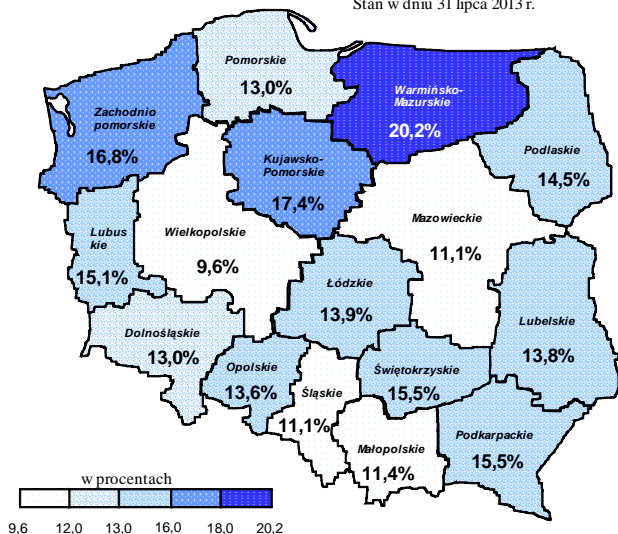 Stan w dniu 31 lipca 2013 r.
Pomorskie
13,0%
Warmińsko-
Mazurskie
20,2%
Zachodnio
pomorskie
16,8%
Kujawsko-
Pomorskie
17,4%
Podlaskie
14,5%
Lubus
kie
15,1%
Wielkopolskie
9,6%
Mazowieckie
11,1%
Łódzkie
13,9%
Lubelskie
13,8%
Dolnośląskie
13,0%
Opolskie
13,6%
Śląskie
11,1%
Świętokrzyskie
15,5%
Małopolskie
11,4%
Podkarpackie
15,5%
w procentach
9,6 12,0 13,0 16,0 18,0 20,2